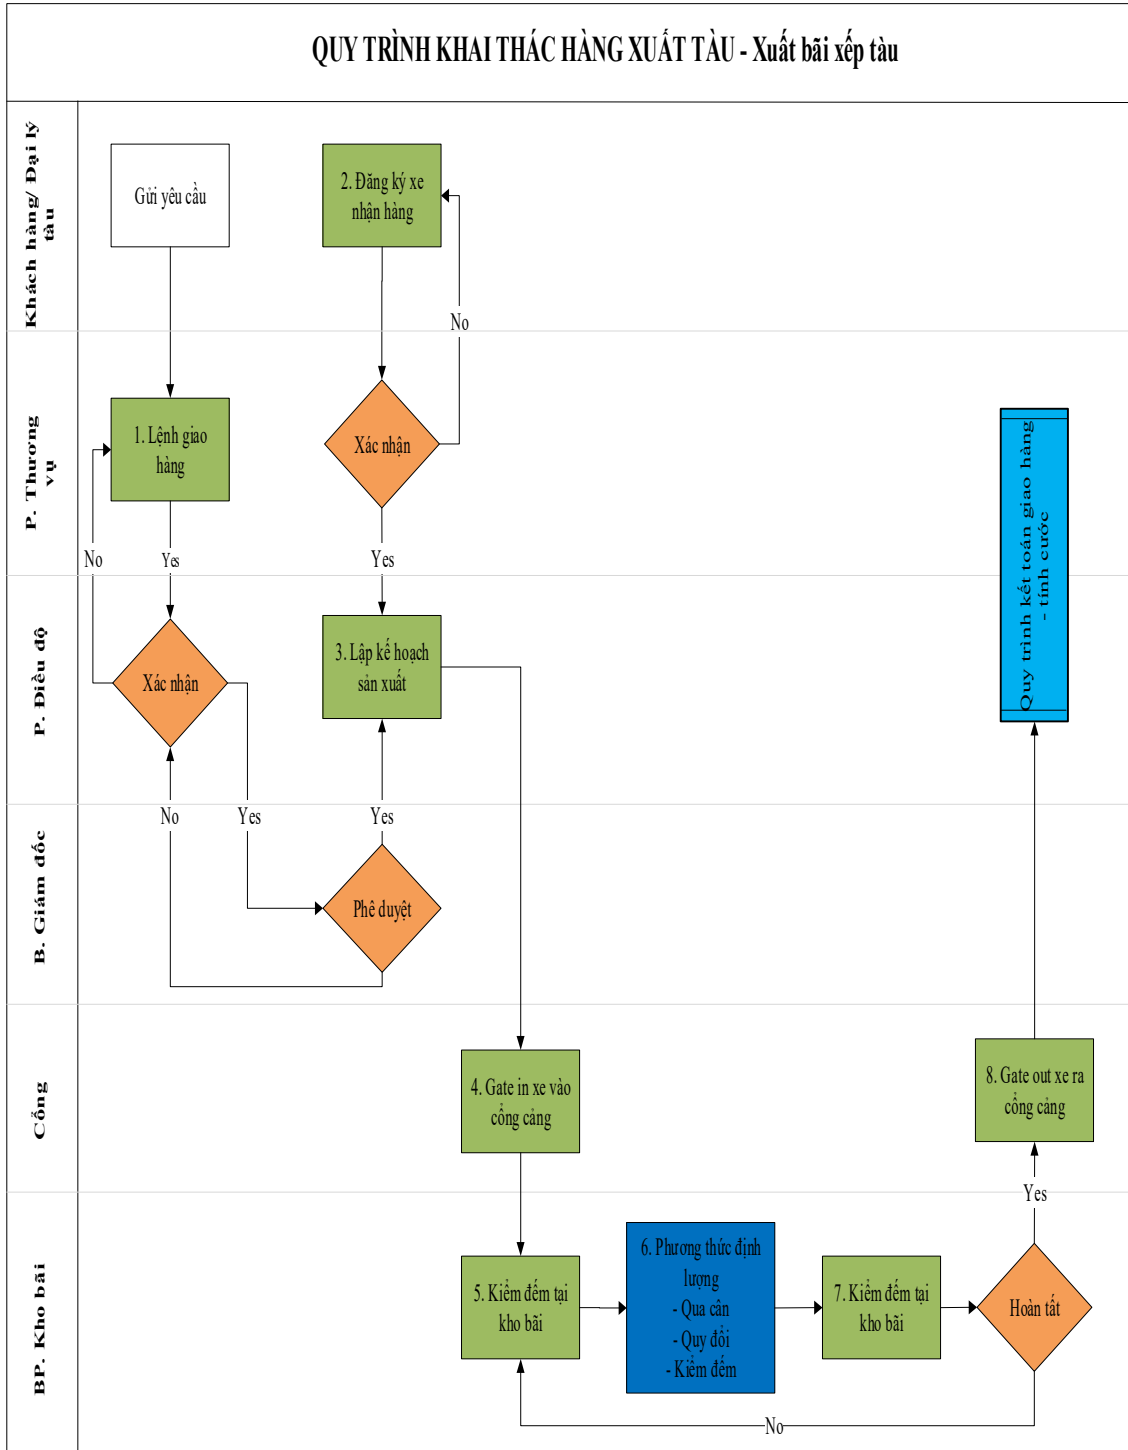 QUY TRÌNH KHAI THÁC HÀNG XUẤT TÀU - Xuất bãi xếp tàu
Khách hàng/ Đại lý
tàu
Gửi yêu cầu
2. Đăng ký xe
nhận hàng
No
P. Thương
vụ
1. Lệnh giao
hàng
Xác nhận
No
Yes
Yes
Quy trình kết toán giao hàng
- tính cước
P. Điều độ
Xác nhận
3. Lập kế hoạch
sản xuất
No
Yes
Yes
B. Giám đốc
Phê duyệt
Cổng
4. Gate in xe vào
cổng cảng
8. Gate out xe ra
cổng cảng
Yes
BP. Kho bãi
5. Kiểm đếm tại
kho bãi
6. Phương thức định
lượng
- Qua cân
- Quy đổi
- Kiểm đếm
7. Kiểm đếm tại
kho bãi
Hoàn tất
No